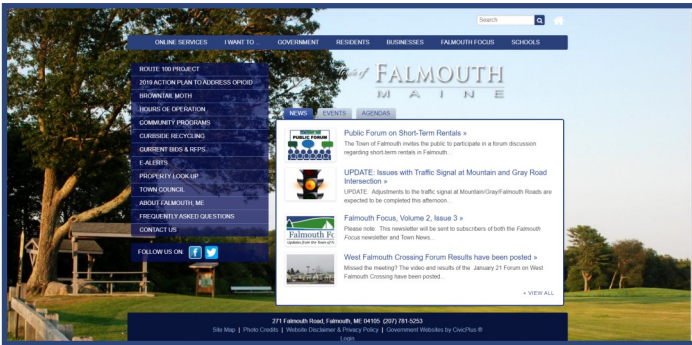 Search
ONLINE SERVICES I WANT TO ... GOVERNMENT RESIDENTS BUSINESSES FALMOUTH FOCUS SCHOOLS
ROUTE 100 PROJECT
2019 ACTION PLAN TO ADDRESS OPIOID
BROWNTAIL MOTH
HOURS OF OPERATION
COMMUNITY PROGRAMS
CURBSIDE RECYCLING
CURRENT BIDS & RFPS
E-ALERTS
PROPERTY LOOK UP
TOWN COUNCIL
ABOUT FALMOUTH, ME
FREQUENTLY ASKED QUESTIONS
CONTACT US
FOLLOW US ON:
of FALMOUTH
MAINE
NEWS EVENTS AGENDAS
PUBLIC FORUM
Public Forum on Short-Term Rentals »
The Town of Falmouth invites the public to participate in a forum discussion
regarding short-term rentals in Falmouth...
UPDATE: Issues with Traffic Signal at Mountain and Gray Road
Intersection »
UPDATE: Adjustments to the traffic signal at Mountain/Gray/Falmouth Roads are
expected to be completed this afternoon...
Falmouth Fo
Updates from the Town of F
Falmouth Focus, Volume 2, Issue 3 »
Please note: This newsletter will be sent to subscribers of both the Falmouth
Focus newsletter and Town News...
West Falmouth Crossing Forum Results have been posted »
Missed the meeting? The video and results of the January 21 Forum on West
Falmouth Crossing have been posted...
+ VIEW ALL
271 Falmouth Road, Falmouth, ME 04105 (207) 781-5253
Site Map | Photo Credits | Website Disclaimer & Privacy Policy | Government Websites by CivicPlus ®
Login